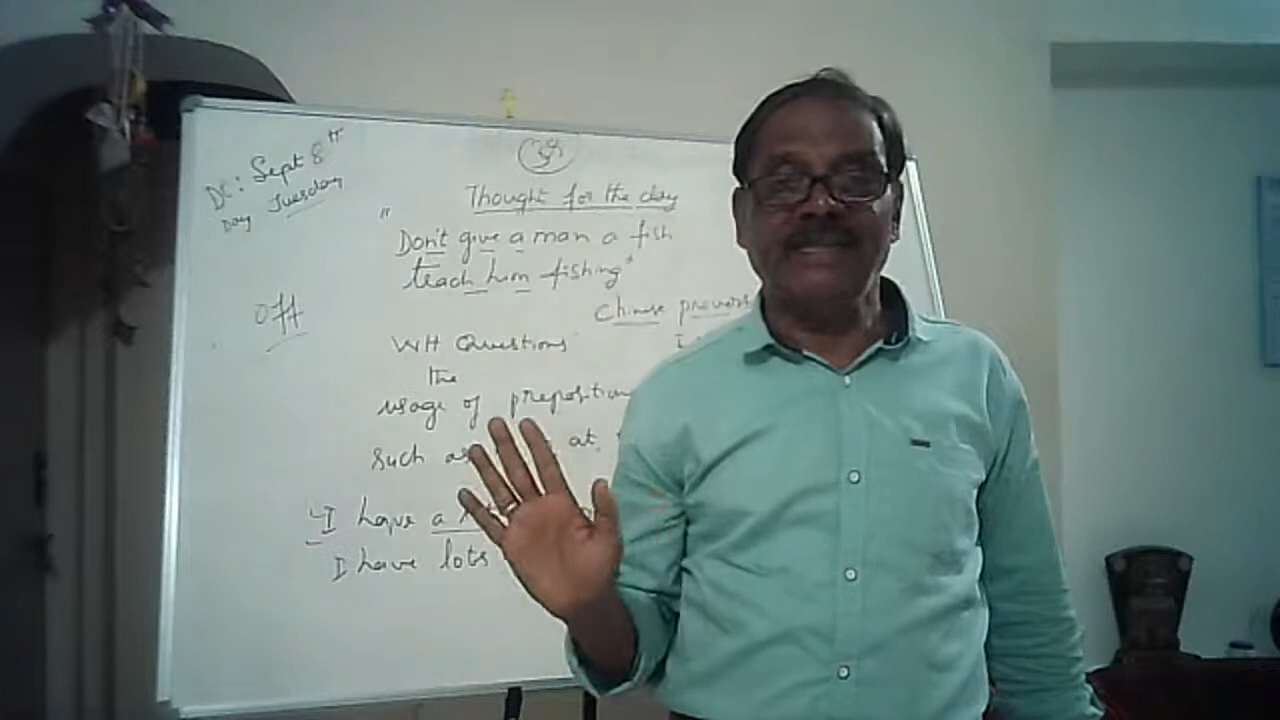 Dt: Sept 8th
Day Tuesday
ૐ
Thought for the day
"Don't give a man a fish
teach him fishing"
Chinese
WH Questions
the
usage of preposition
such as at,
I have a
I have lots
Off